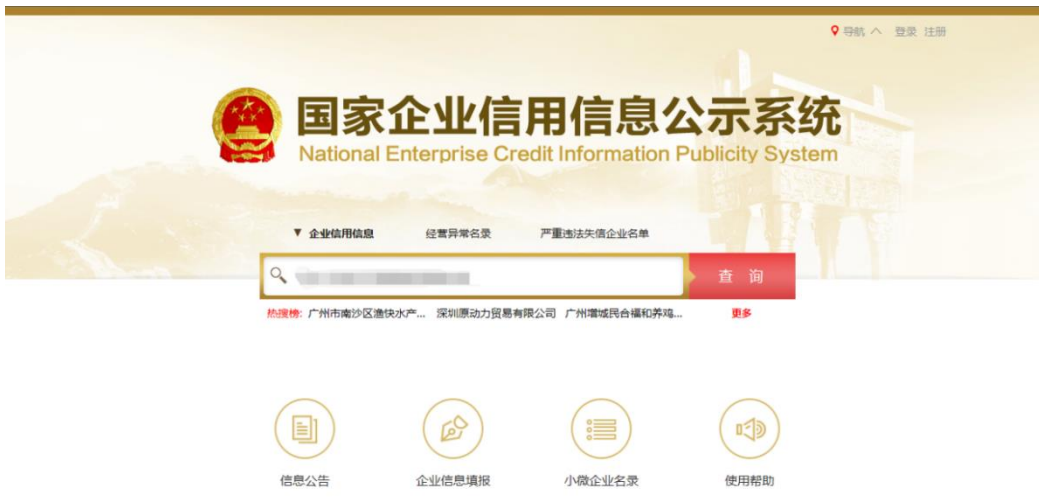 导航 登录 注册
国家企业信用信息公示系统
National Enterprise Credit Information Publicity System
企业信用信息 经营异常名录 严重违法失信企业名单
查 询
热搜榜: 广州市南沙区渔快水产... 深圳原动力贸易有限公司 广州增城民合福和养鸡... 更多
信息公告 企业信息填报 小微企业名录 使用帮助